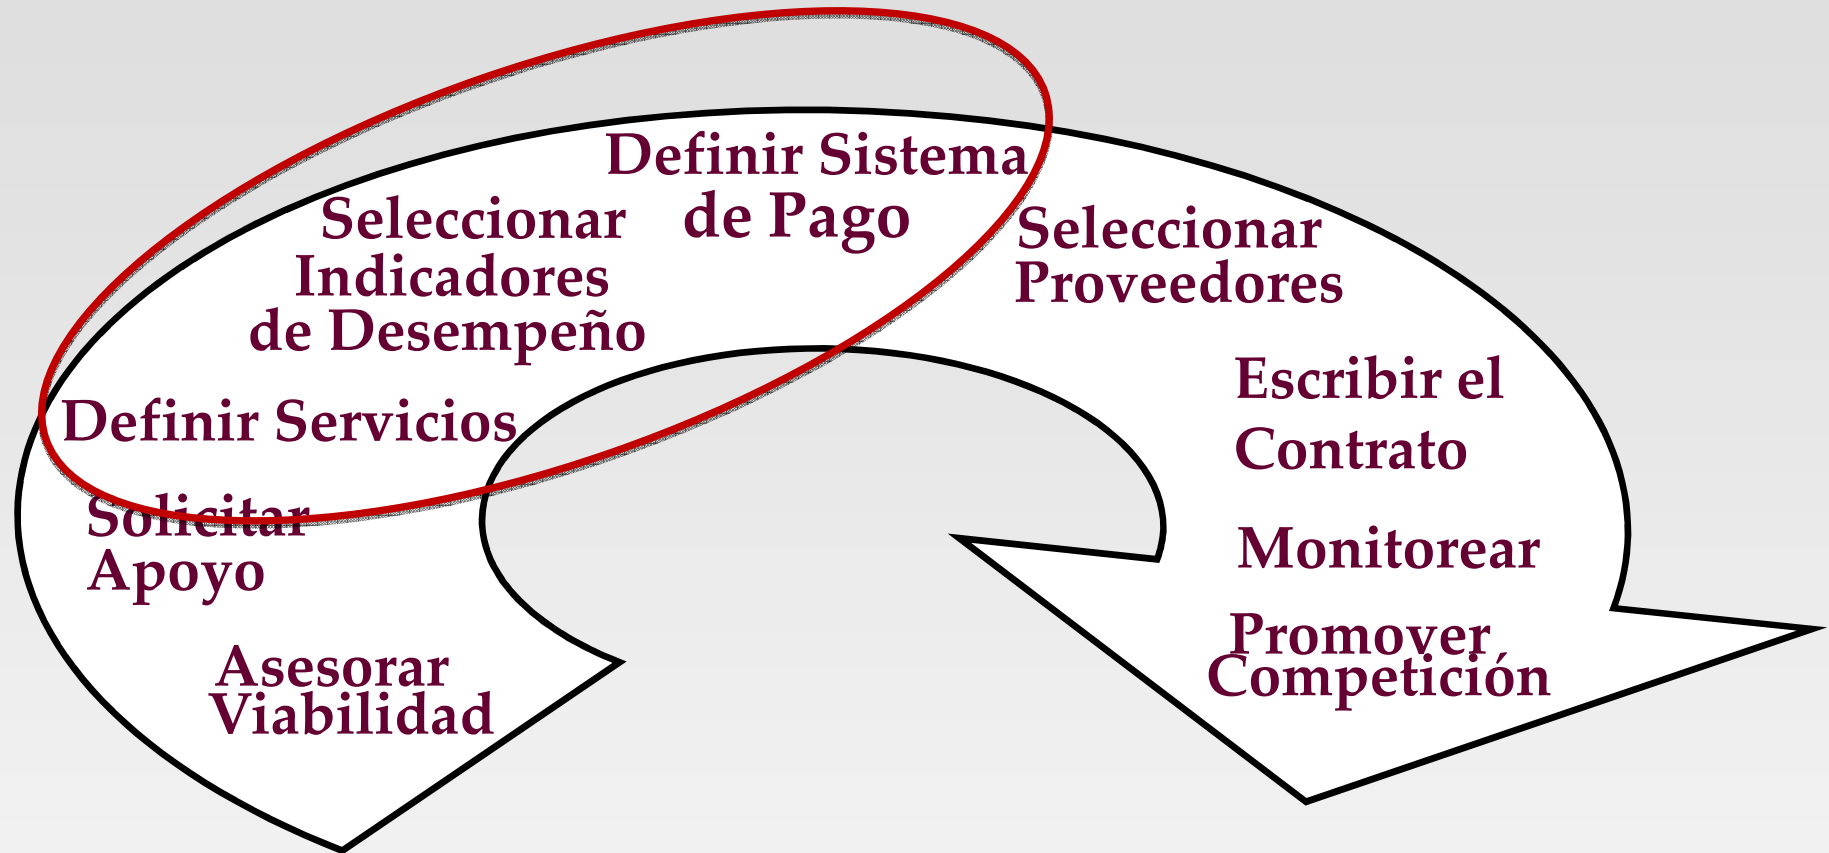 Definir Sistema
de Pago
Seleccionar
Indicadores
de Desempeño
Seleccionar
Proveedores
Definir Servicios
Escribir el
Contrato
Solicitar
Apoyo
Monitorear
Asesorar
Viabilidad
Promover
Competición